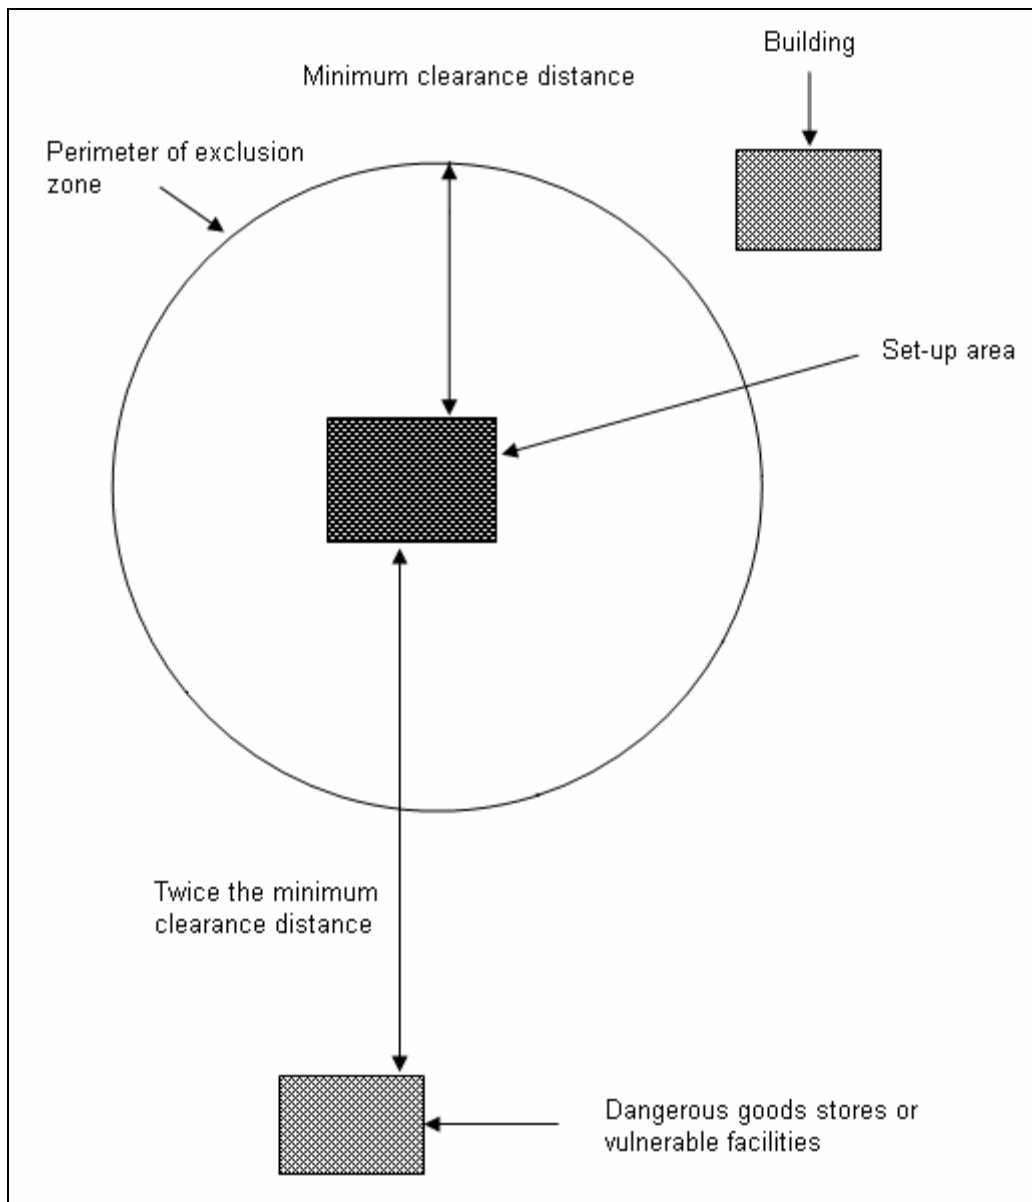 Building
Minimum clearance distance
Perimeter of exclusion
zone
Set-up area
Twice the minimum
clearance distance
Dangerous goods stores or
vulnerable facilities